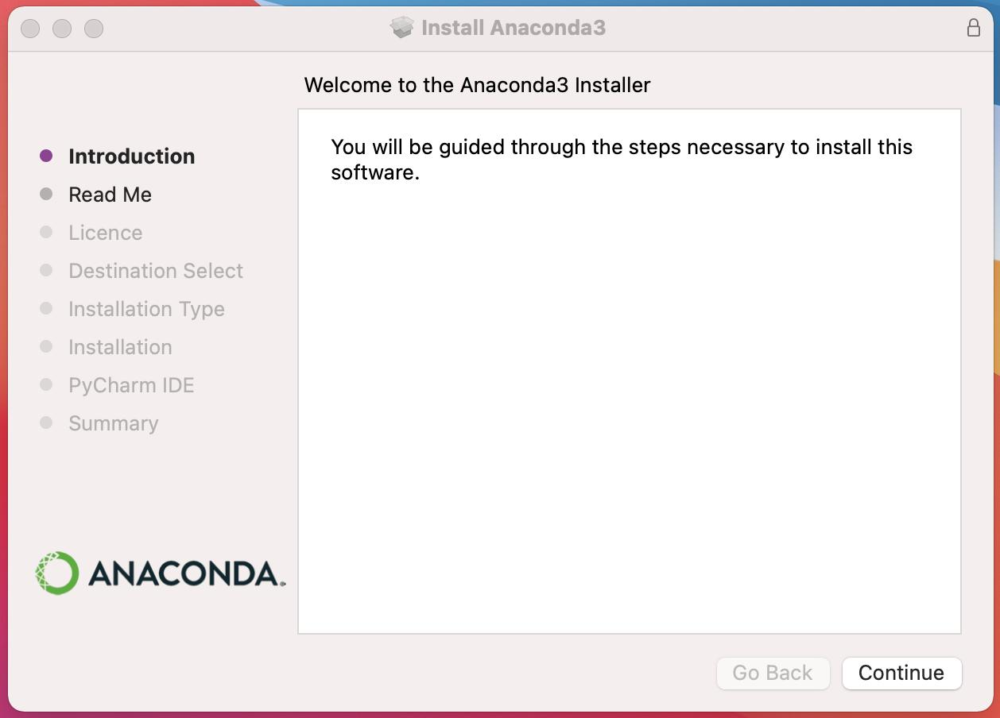 Install Anaconda3
Welcome to the Anaconda3 Installer
Introduction
Read Me
Licence
Destination Select
Installation Type
Installation
PyCharm IDE
Summary
ANACONDA.
You will be guided through the steps necessary to install this
software.
Go Back
Continue